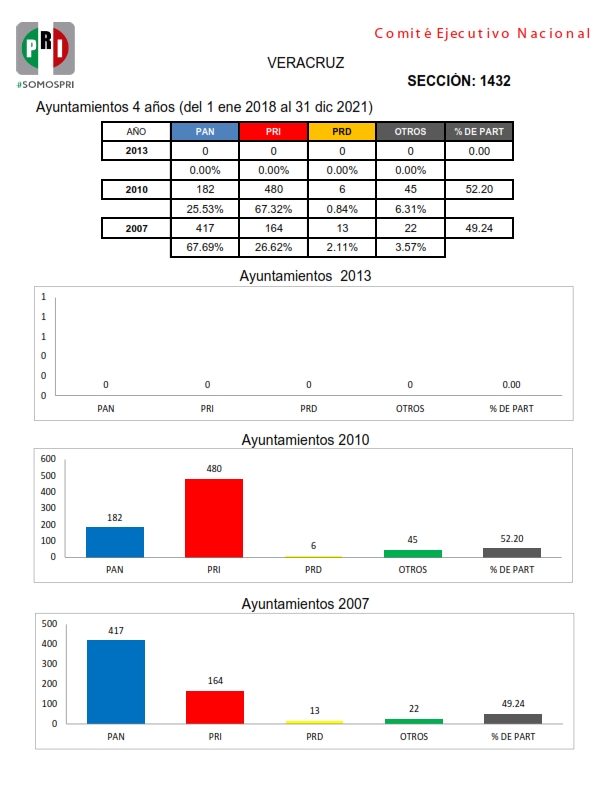 Comité Ejecutivo Nacional
PRI
#SOMOSPRI
VERACRUZ
SECCIÓN: 1432
Ayuntamientos 4 años (del 1 ene 2018 al 31 dic 2021)
AÑO PAN PRI PRD OTROS % DE PART
2013 0 0 0 0 0.00
0.00% 0.00% 0.00% 0.00%
2010 182 480 6 45 52.20
25.53% 67.32% 0.84% 6.31%
2007 417 164 13 22 49.24
67.69% 26.62% 2.11% 3.57%
Ayuntamientos 2013
1
1
1
0
0
0
0 0 0 0 0.00
PAN PRI PRD OTROS % DE PART
Ayuntamientos 2010
600
500
400
300
200
100
0
182 480 6 45 52.20
PAN PRI PRD OTROS % DE PART
Ayuntamientos 2007
500
400
300
200
100
0
417 164 13 22 49.24
PAN PRI PRD OTROS % DE PART